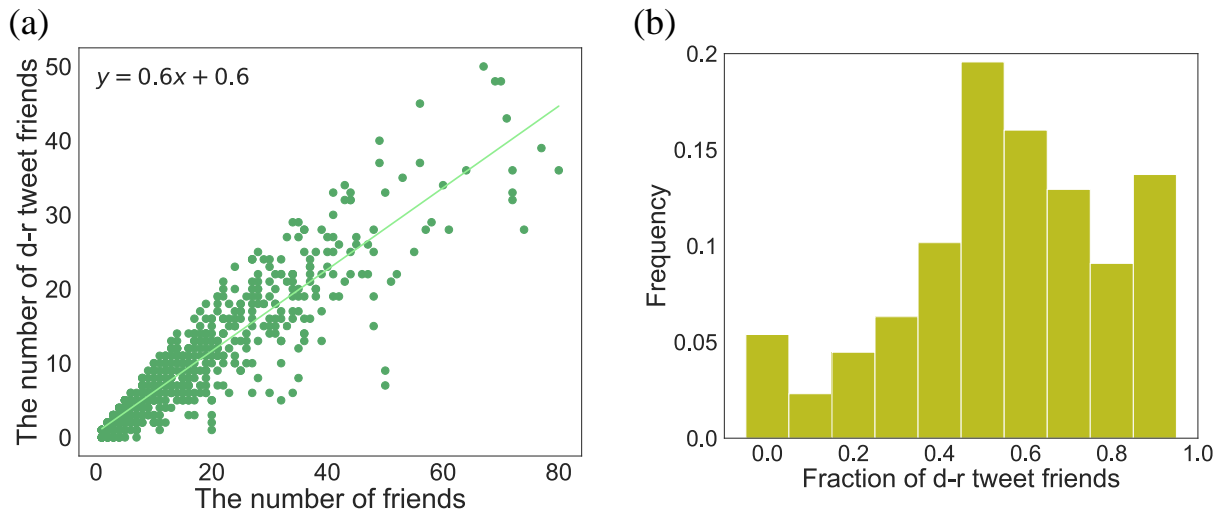 (a)
The number of d-r tweet friends
50
40
30
20
10
0
y = 0.6x + 0.6
0 20 40 60 80
The number of friends
(b)
Frequency
0.2
0.15
0.1
0.05
0.0
0.0 0.2 0.4 0.6 0.8 1.0
Fraction of d-r tweet friends